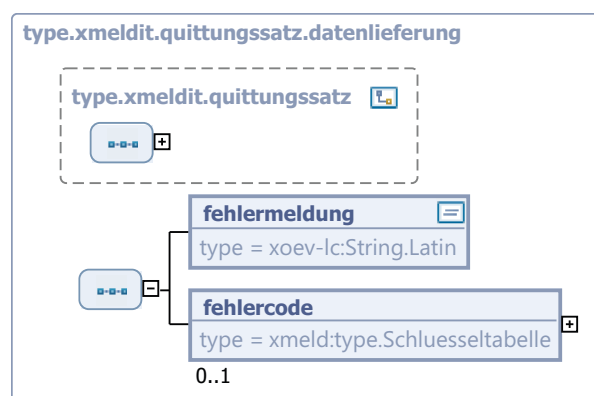 type.xmeldit.quittungssatz.datenlieferung
type.xmeldit.quittungssatz
fehlermeldung
type = xoev-lc:String.Latin
fehlercode
type = xmeld:type.Schluesseltabelle
0..1